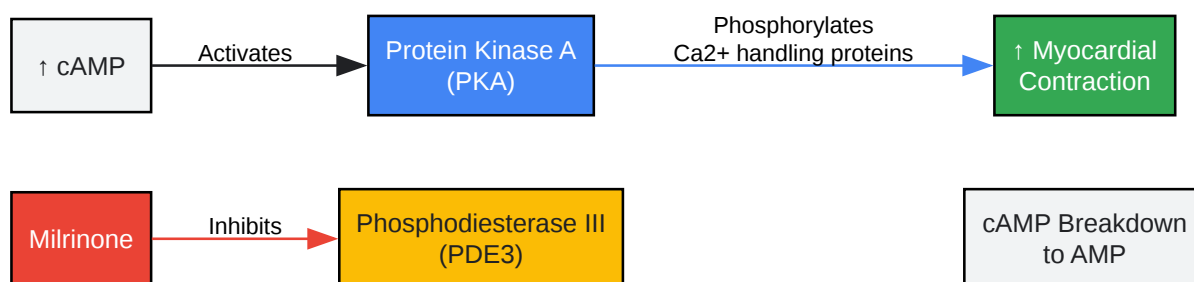 ↑ cAMP
Activates
Protein Kinase A
(PKA)
Phosphorylates
Ca2+ handling proteins
↑ Myocardial
Contraction
Milrinone
Inhibits
Phosphodiesterase III
(PDE3)
cAMP Breakdown
to AMP